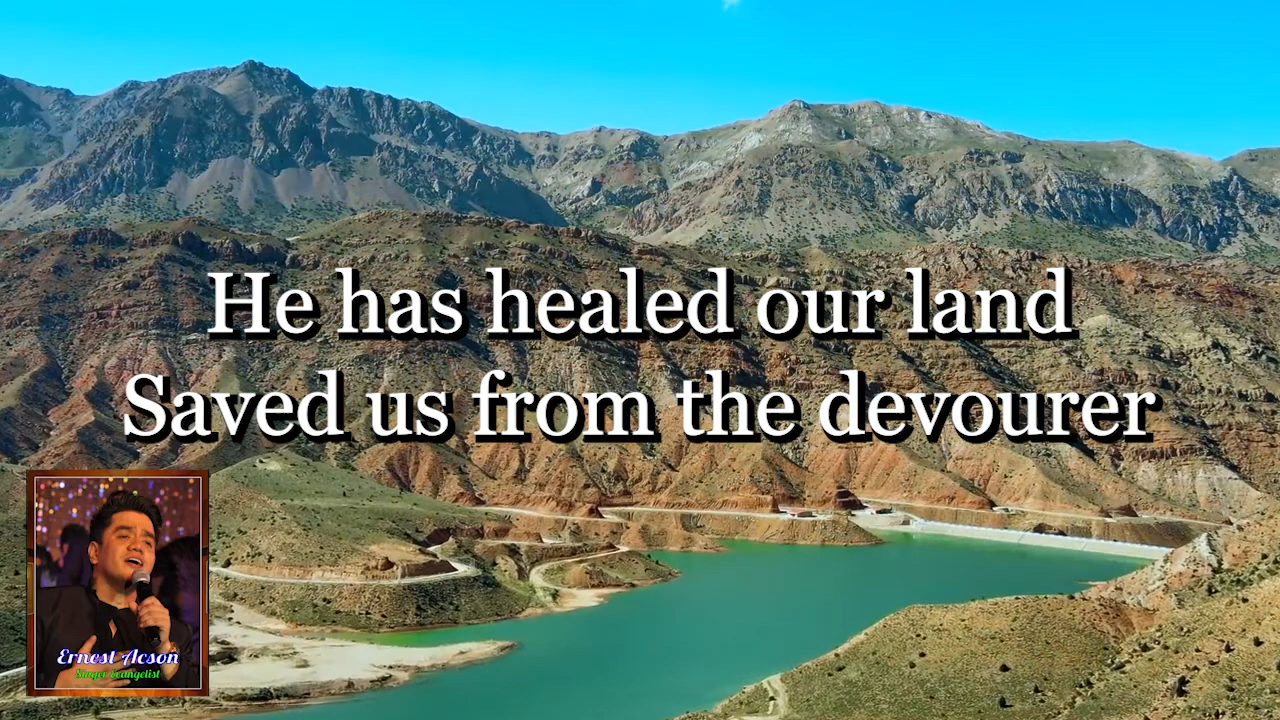 He has healed our land
Saved us from the devourer
Ernest Acson
Singer Evangelist